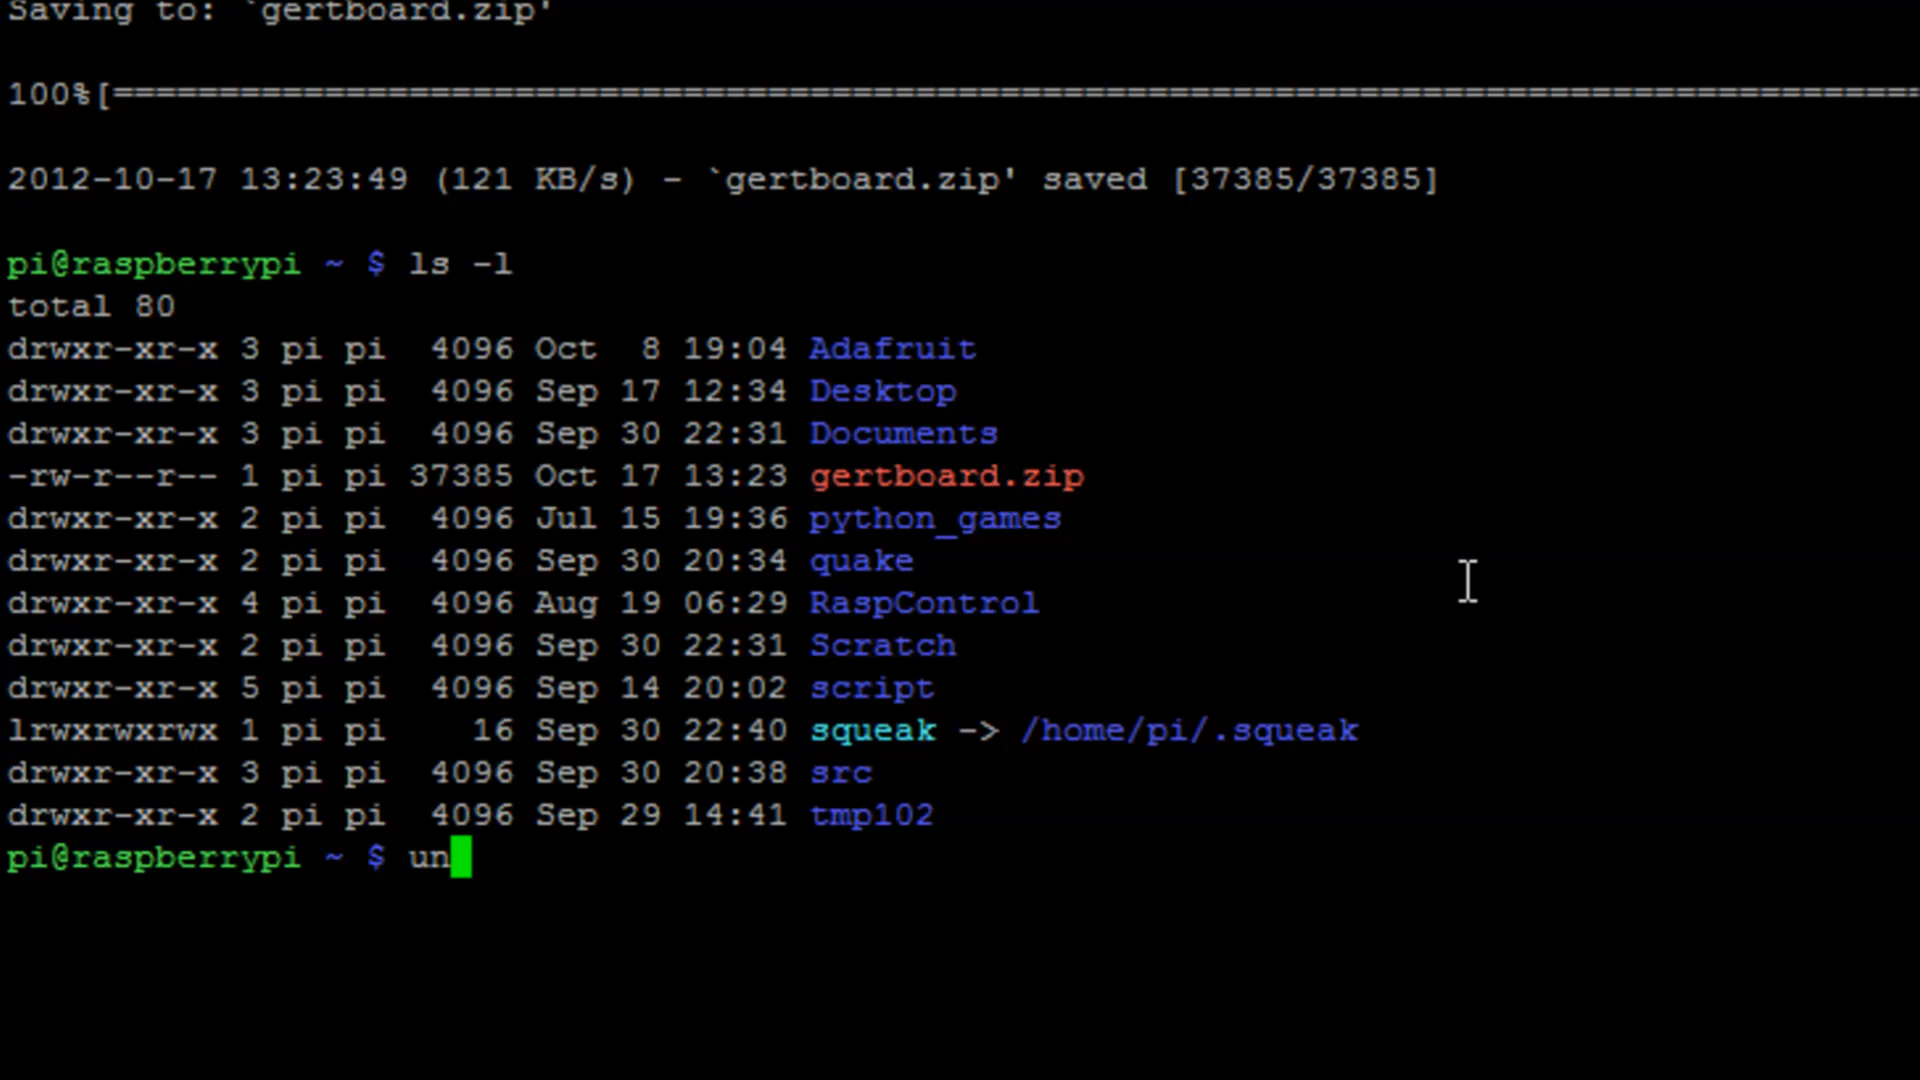 Saving to: `gertboard.zip'
100%[======================================================================================
2012-10-17 13:23:49 (121 KB/s) - `gertboard.zip' saved [37385/37385]
pi@raspberrypi ~ $ ls -l
total 80
drwxr-xr-x 3 pi pi  4096 Oct  8 19:04 Adafruit
drwxr-xr-x 3 pi pi  4096 Sep 17 12:34 Desktop
drwxr-xr-x 3 pi pi  4096 Sep 30 22:31 Documents
-rw-r--r-- 1 pi pi 37385 Oct 17 13:23 gertboard.zip
drwxr-xr-x 2 pi pi  4096 Jul 15 19:36 python_games
drwxr-xr-x 2 pi pi  4096 Sep 30 20:34 quake
drwxr-xr-x 4 pi pi  4096 Aug 19 06:29 RaspControl
drwxr-xr-x 2 pi pi  4096 Sep 30 22:31 Scratch
drwxr-xr-x 5 pi pi  4096 Sep 14 20:02 script
lrwxrwxrwx 1 pi pi    16 Sep 30 22:40 squeak -> /home/pi/.squeak
drwxr-xr-x 3 pi pi  4096 Sep 30 20:38 src
drwxr-xr-x 2 pi pi  4096 Sep 29 14:41 tmp102
pi@raspberrypi ~ $ un